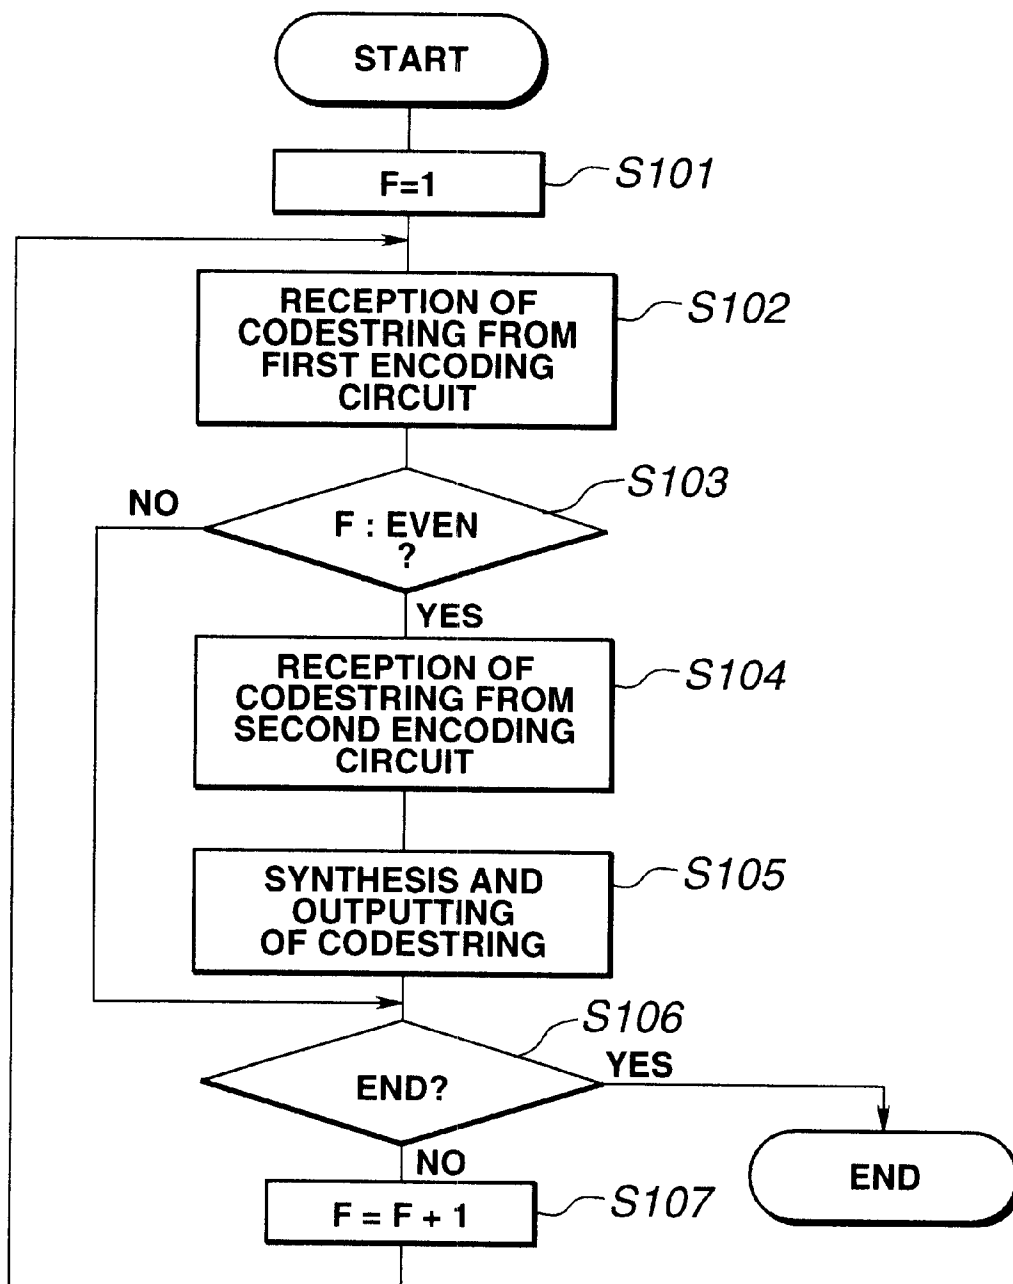 START
F=1
S101
RECEPTION OF
CODESTRING FROM
FIRST ENCODING
CIRCUIT
S102
NO
F : EVEN
?
S103
YES
RECEPTION OF
CODESTRING FROM
SECOND ENCODING
CIRCUIT
S104
SYNTHESIS AND
OUTPUTTING
OF CODESTRING
S105
END?
S106
YES
NO
END
F = F + 1
S107